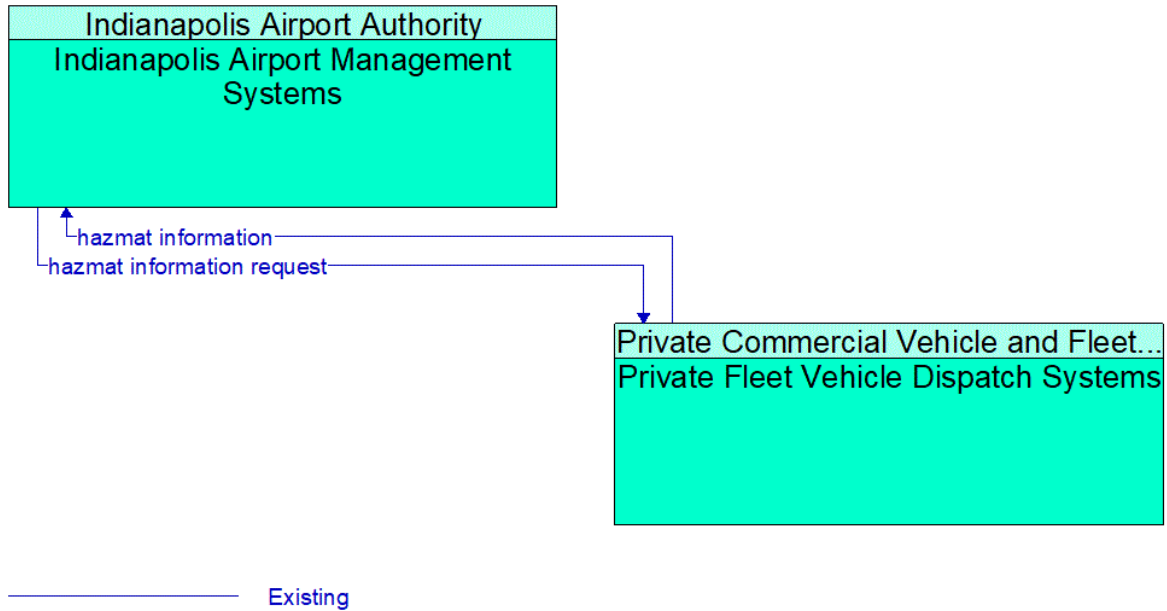 Indianapolis Airport Authority
Indianapolis Airport Management
Systems
hazmat information
hazmat information request
Private Commercial Vehicle and Fleet...
Private Fleet Vehicle Dispatch Systems
Existing